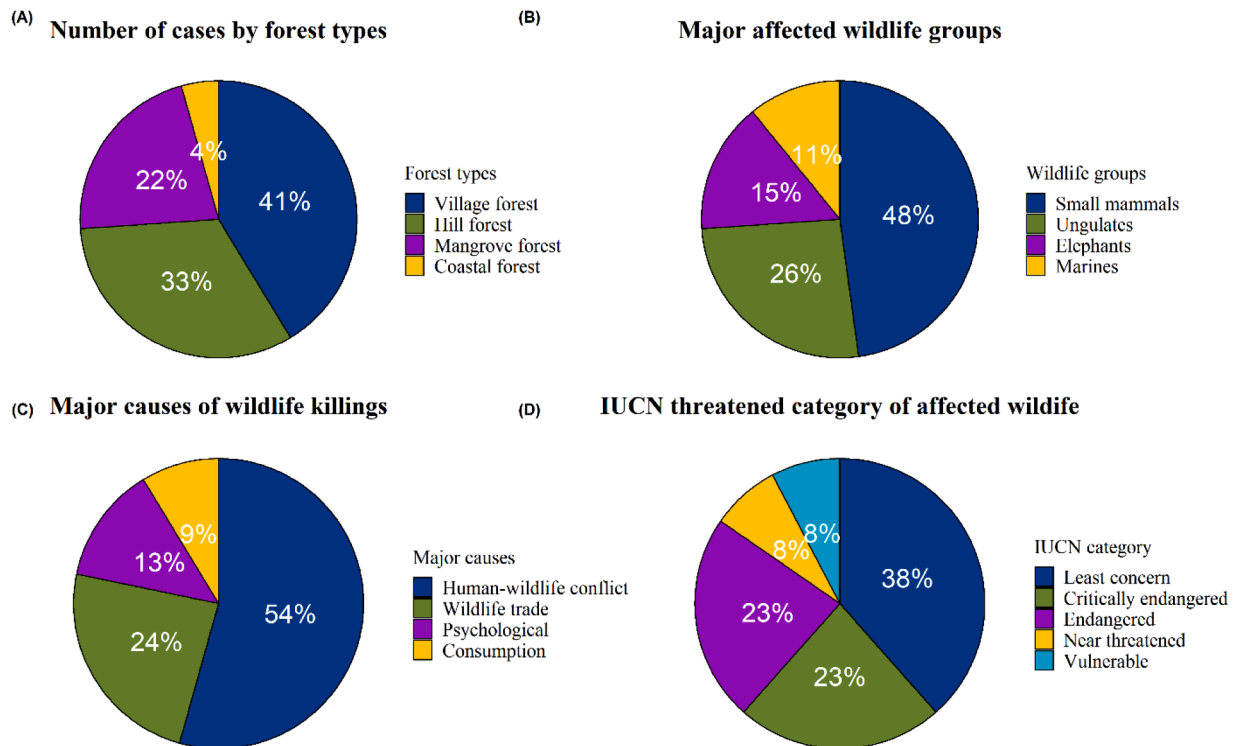 (A) Number of cases by forest types
4%
22%
41%
33%
Forest types
Village forest
Hill forest
Mangrove forest
Coastal forest
(B) Major affected wildlife groups
11%
15%
48%
26%
Wildlife groups
Small mammals
Ungulates
Elephants
Marines
(C) Major causes of wildlife killings
9%
13%
54%
24%
Major causes
Human-wildlife conflict
Wildlife trade
Psychological
Consumption
(D) IUCN threatened category of affected wildife
8%
8%
38%
23%
23%
IUCN category
Least concern
Critically endangered
Endangered
Near threatened
Vulnerable